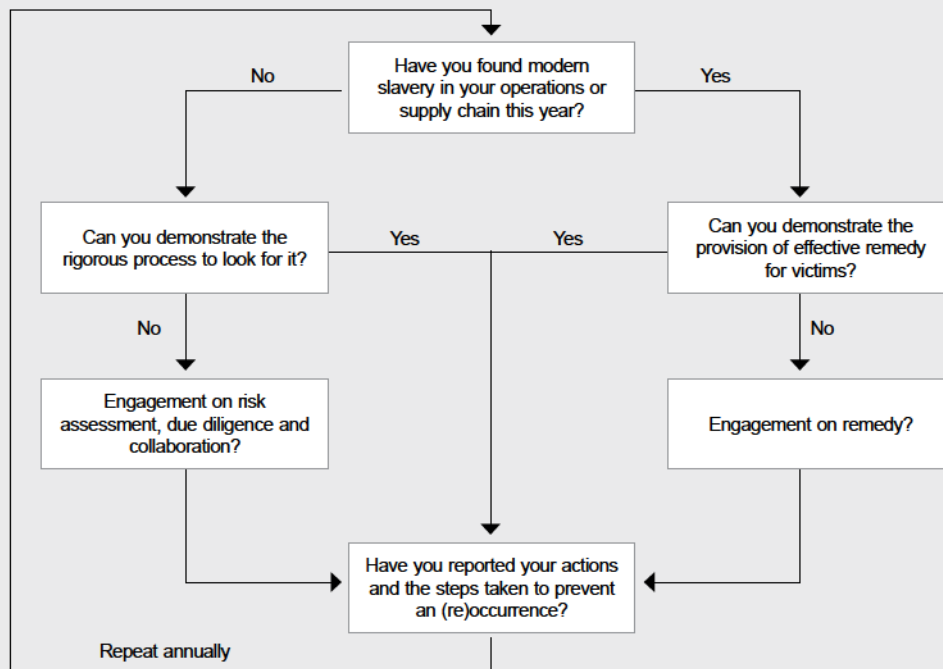 Have you found modern
slavery in your operations or
supply chain this year?
No
Yes
Can you demonstrate the
rigorous process to look for it?
Yes
Yes
Can you demonstrate the
provision of effective remedy
for victims?
No
No
Engagement on risk
assessment, due diligence and
collaboration?
Engagement on remedy?
Have you reported your actions
and the steps taken to prevent
an (re)occurrence?
Repeat annually